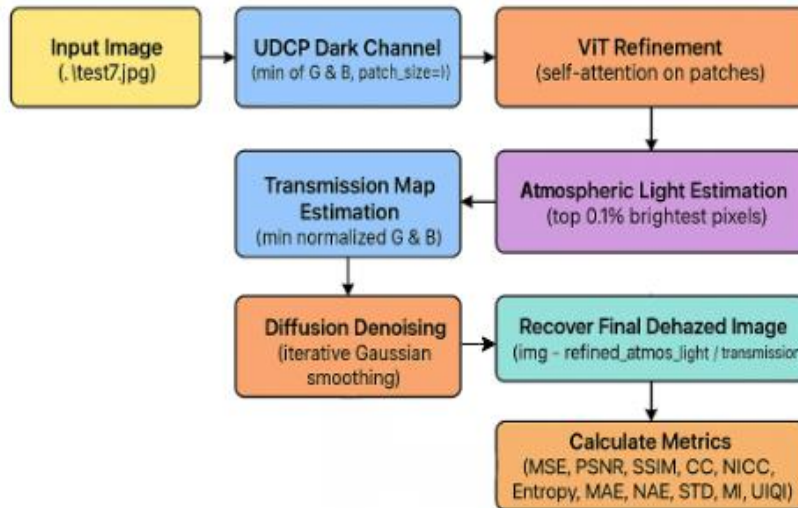 Input Image
(.\test7.jpg)
UDCP Dark Channel
(min of G & B, patch_size=))
ViT Refinement
(self-attention on patches)
Atmospheric Light Estimation
(top 0.1% brightest pixels)
Transmission Map
Estimation
(min normalized G & B)
Diffusion Denoising
(iterative Gaussian
smoothing)
Recover Final Dehazed Image
(img - refined_atmos_light / transmission
Calculate Metrics
(MSE, PSNR, SSIM, CC, NICC,
Entropy, MAE, NAE, STD, MI, UIQI)